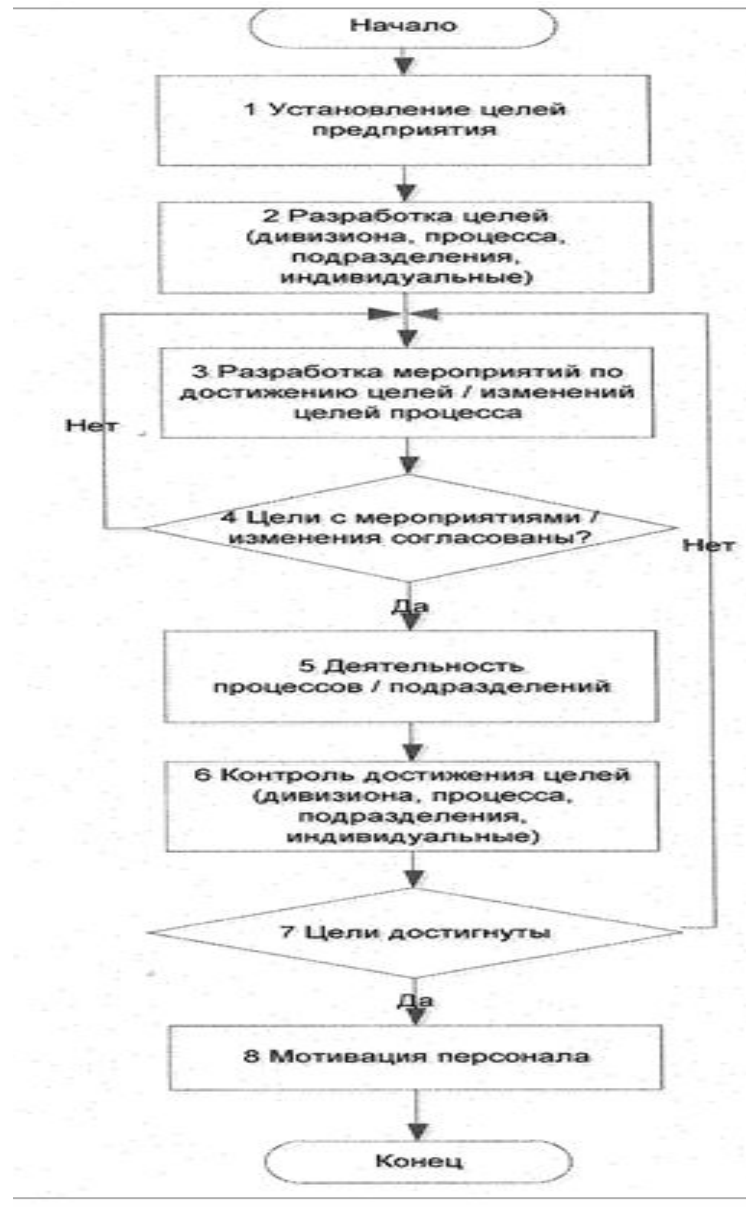 Начало
1 Установление целей
предприятия
2 Разработка целей
(дивизиона, процесса,
подразделения,
индивидуальные)
3 Разработка мероприятий по
достижению целей / изменений
целей процесса
Нет
4 Цели с мероприятиями /
изменения согласованы?
Нет
Да
5 Деятельность
процессов / подразделений
6 Контроль достижения целей
(дивизиона, процесса,
подразделения,
индивидуальные)
7 Цели достигнуты
Да
8 Мотивация персонала
Конец